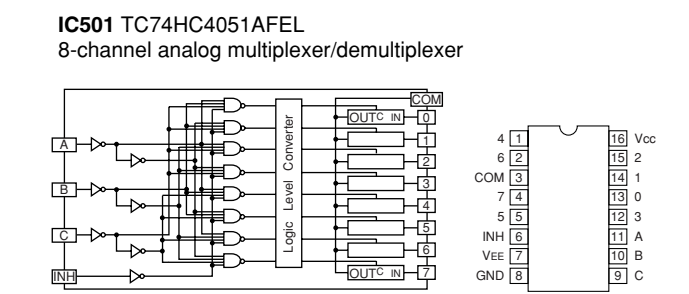 IC501 TC74HC4051AFEL
8-channel analog multiplexer/demultiplexer
A
B
C
INH
Logic Level Converter
COM
OUT C IN 0
1
2
3
4
5
6
OUT C IN 7
4 1 16 Vcc
6 2 15 2
COM 3 14 1
7 4 13 0
5 5 12 3
INH 6 11 A
VEE 7 10 B
GND 8 9 C